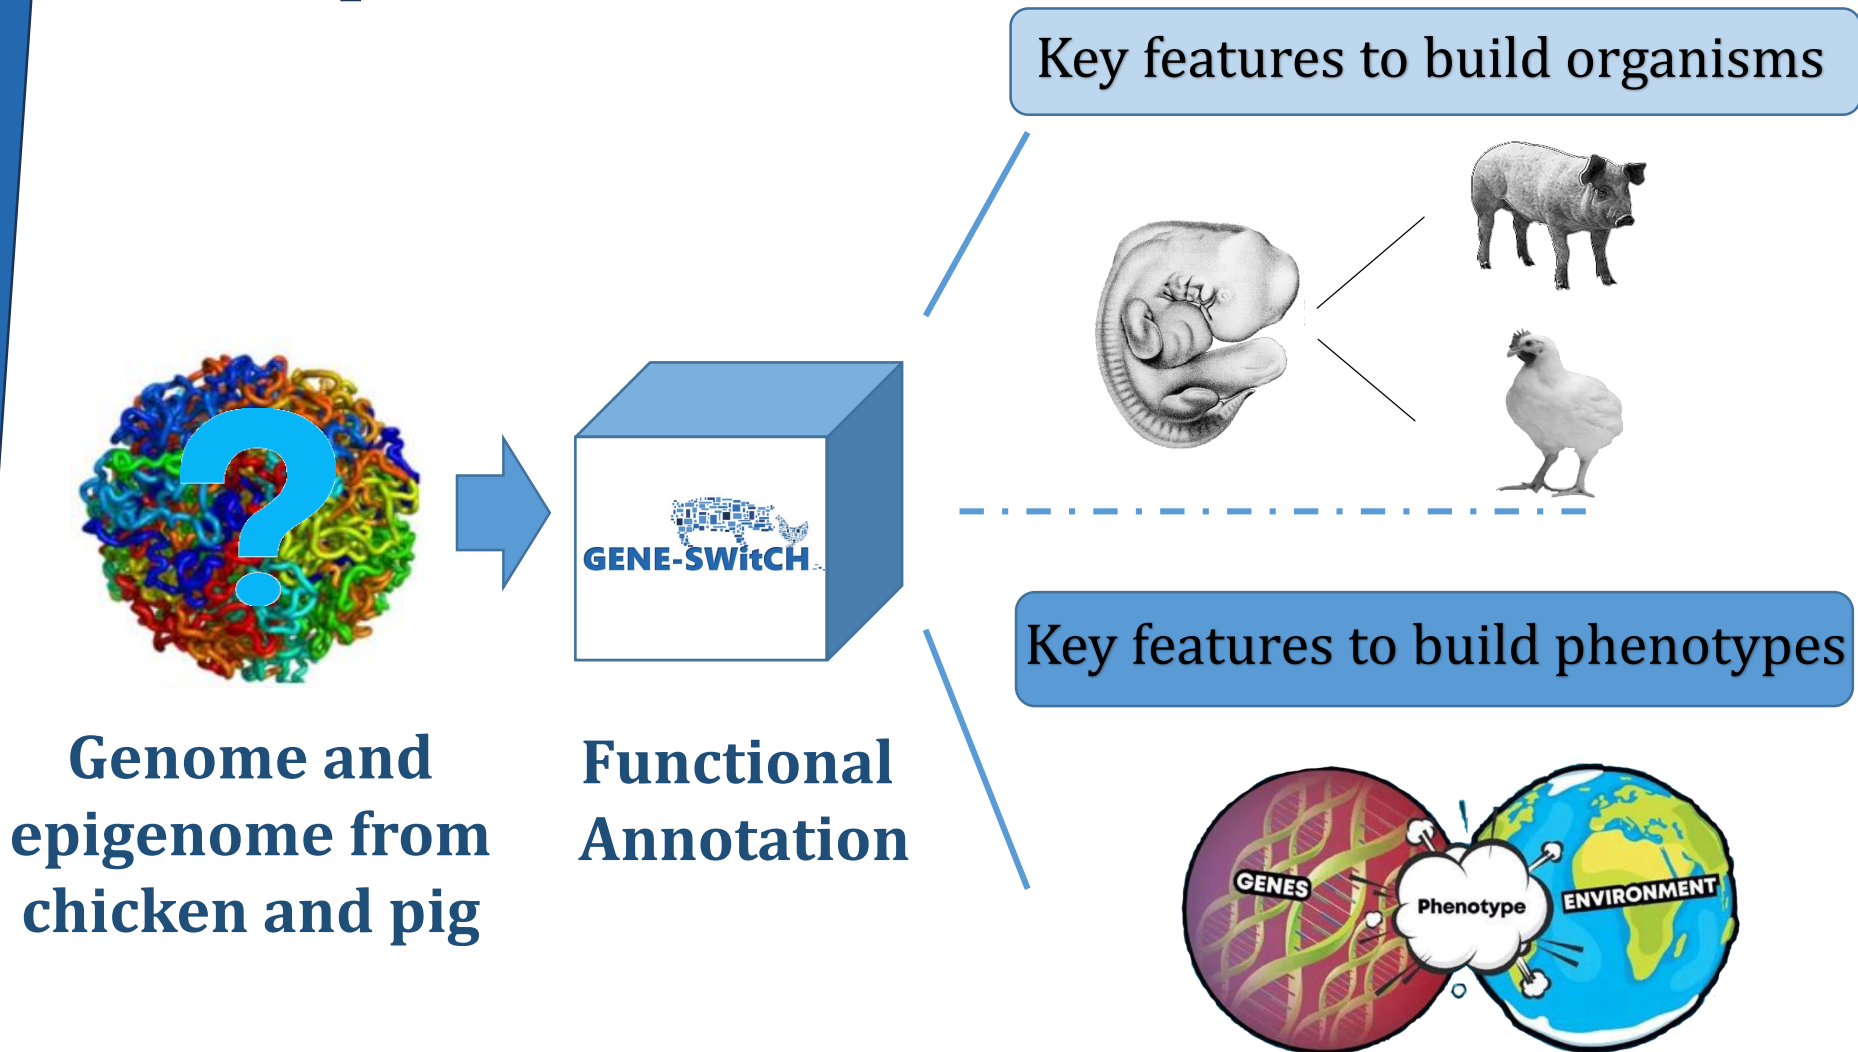 Key features to build organisms
GENE-SWitCH
Key features to build phenotypes
Genome and
epigenome from
chicken and pig
Functional
Annotation
GENES
Phenotype
ENVIRONMENT